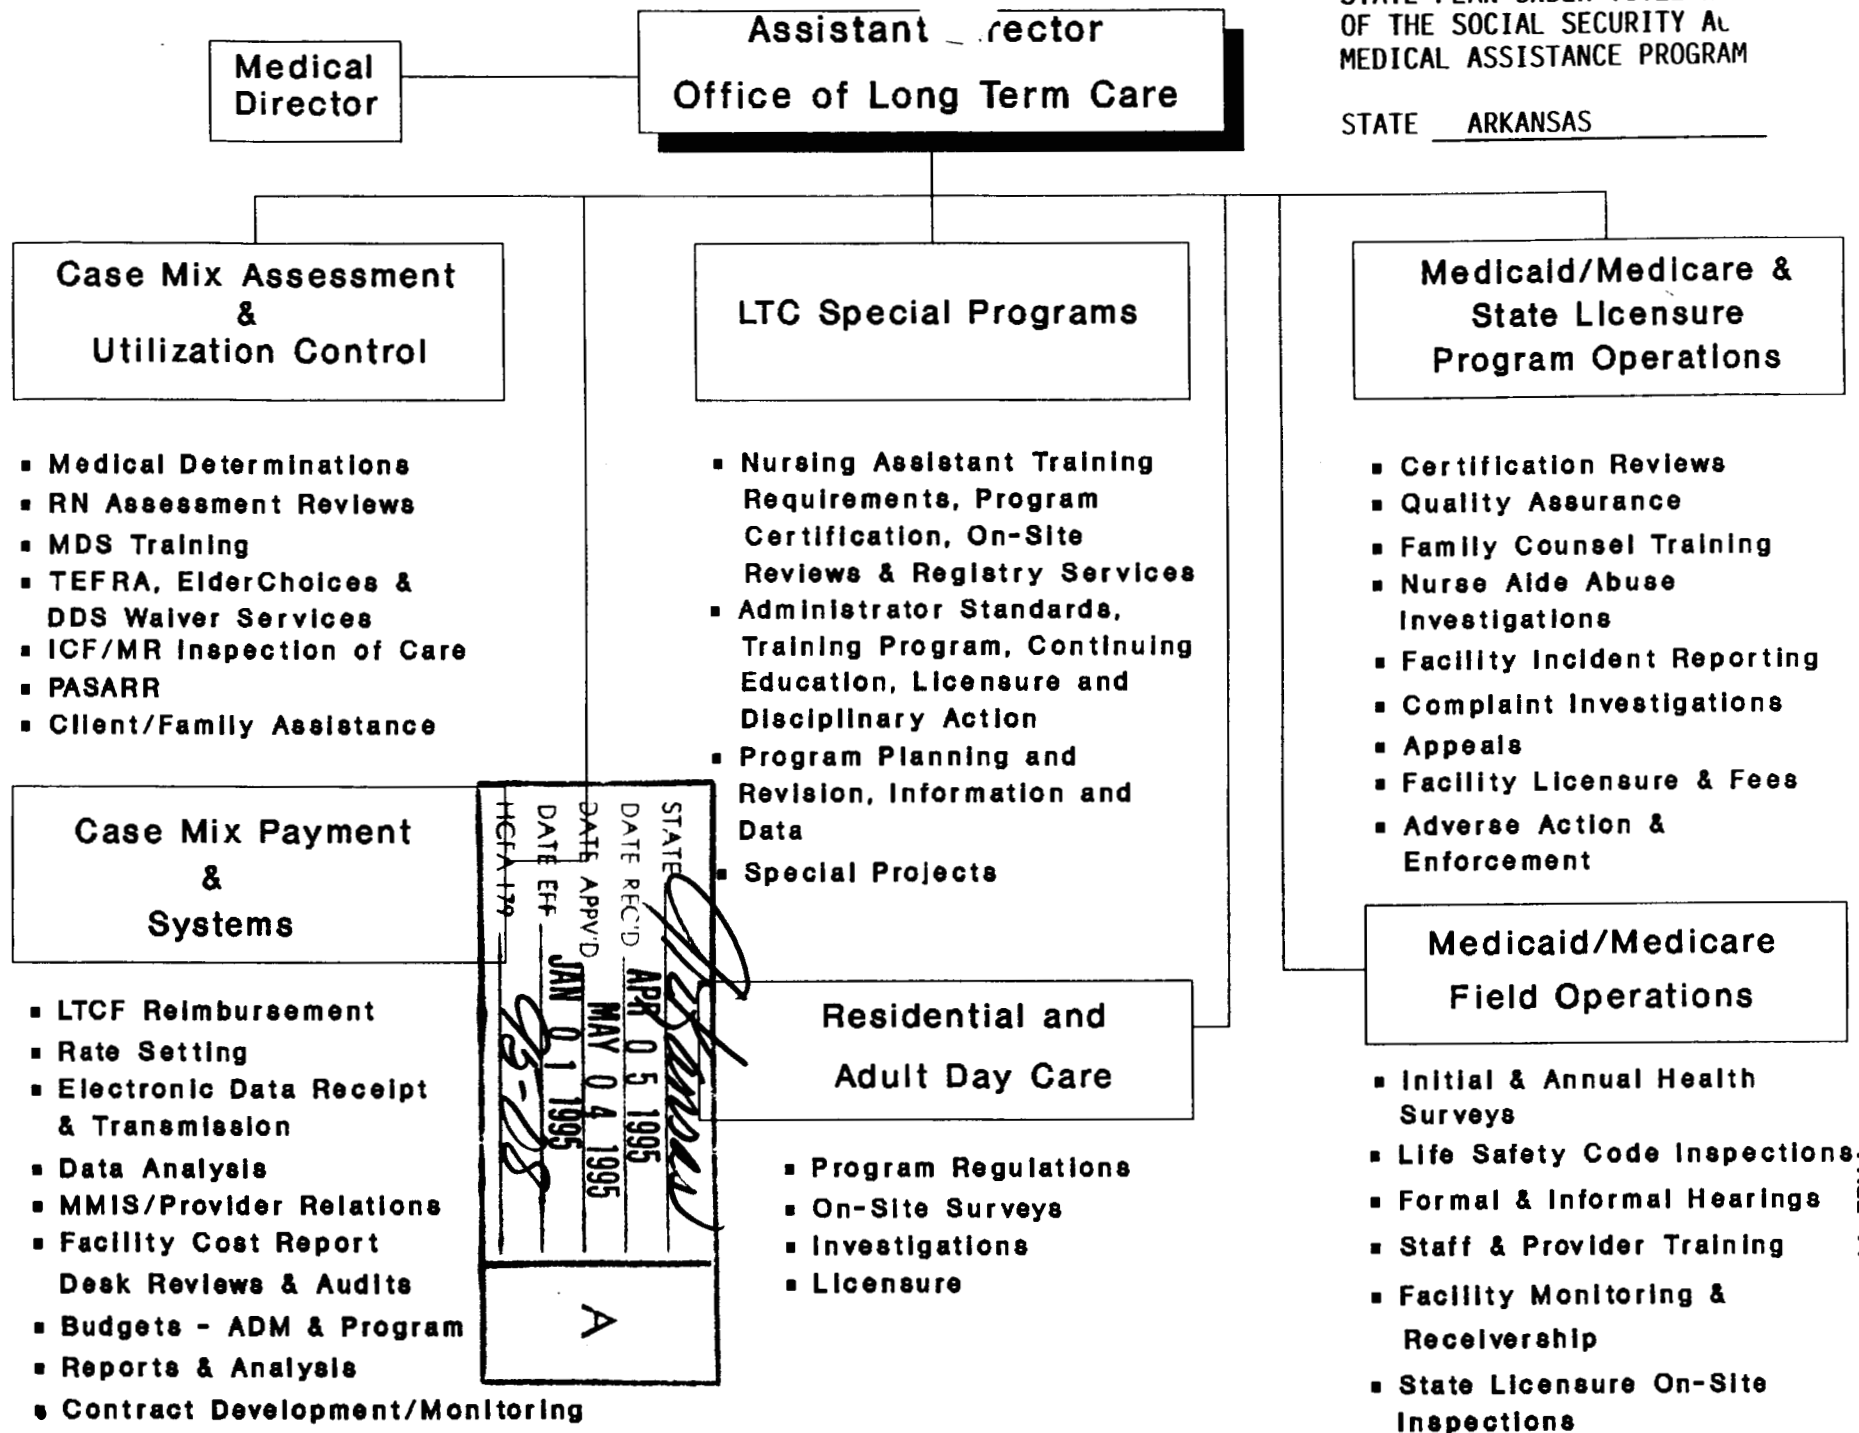 OF THE SOCIAL SECURITY
MEDICAL ASSISTANCE PROGRAM
STATE ARKANSAS
Assistant
Office of Long Term Care
Medical
Director
Case Mix Assessment
&
Utilization Control
▪ Medical Determinations
▪ RN Assessment Reviews
▪ MDS Training
▪ TEFRA, ElderChoices &
DDS Waiver Services
▪ ICF/MR Inspection of Care
▪ PASARR
▪ Client/Family Assistance
Case Mix Payment
&
Systems
▪ LTCF Reimbursement
▪ Rate Setting
▪ Electronic Data Receipt
& Transmission
▪ Data Analysis
▪ MMIS/Provider Relations
▪ Facility Cost Report
Desk Reviews & Audits
▪ Budgets - ADM & Program
▪ Reports & Analysis
▪ Contract Development/Monitoring
STATE Arkansas
DATE REC'D APR 05 1995
DATE APPV'D MAY 04 1995
DATE EFF JAN 01 1995
HCFA 179 95-08
A
LTC Special Programs
▪ Nursing Assistant Training
Requirements, Program
Certification, On-Site
Reviews & Registry Services
▪ Administrator Standards,
Training Program, Continuing
Education, Licensure and
Disciplinary Action
▪ Program Planning and
Revision, Information and
Data
▪ Special Projects
Residential and
Adult Day Care
▪ Program Regulations
▪ On-Site Surveys
▪ Investigations
▪ Licensure
Medicaid/Medicare &
State Licensure
Program Operations
▪ Certification Reviews
▪ Quality Assurance
▪ Family Counsel Training
▪ Nurse Aide Abuse
Investigations
▪ Facility Incident Reporting
▪ Complaint Investigations
▪ Appeals
▪ Facility Licensure & Fees
▪ Adverse Action &
Enforcement
Medicaid/Medicare
Field Operations
▪ Initial & Annual Health
Surveys
▪ Life Safety Code Inspections
▪ Formal & Informal Hearings
▪ Staff & Provider Training
▪ Facility Monitoring &
Receivership
▪ State Licensure On-Site
Inspections